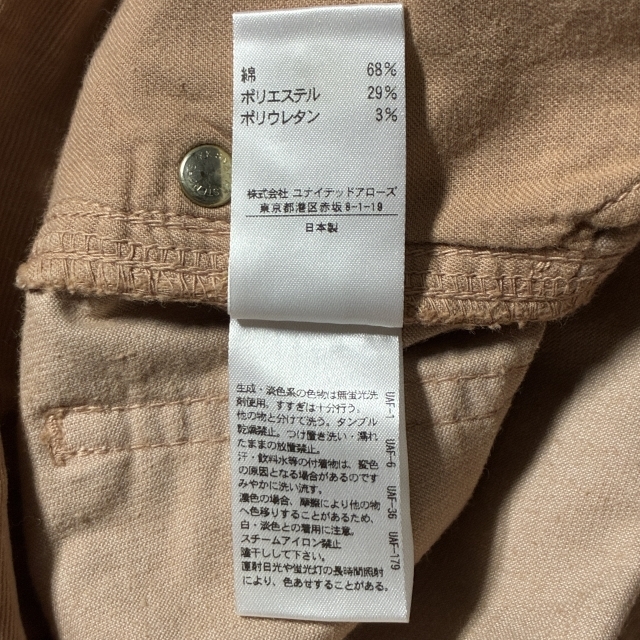 綿 68%
ポリエステル 29%
ポリウレタン 3%
株式会社 ユナイテッドアローズ
東京都港区赤坂8-1-19
日本製
生成・淡色系の色物は無蛍光洗
剤使用。すすぎは十分行う。
他の物と分けて洗う。タンブル
乾燥禁止。つけ置き洗い・濡れ
たままの放置禁止。
汗・飲料水等の付着物は、変色
の原因となる場合があるのです
みやかに洗い流す。
濃色の場合、摩擦により他の物
へ色移りすることがあるため、
白・淡色との着用に注意。
スチームアイロン禁止
陰干しして下さい。
直射日光や蛍光灯の長時間照射
により、色あせすることがある。
UAF-1 UAF-6 UAF-36 UAF-179